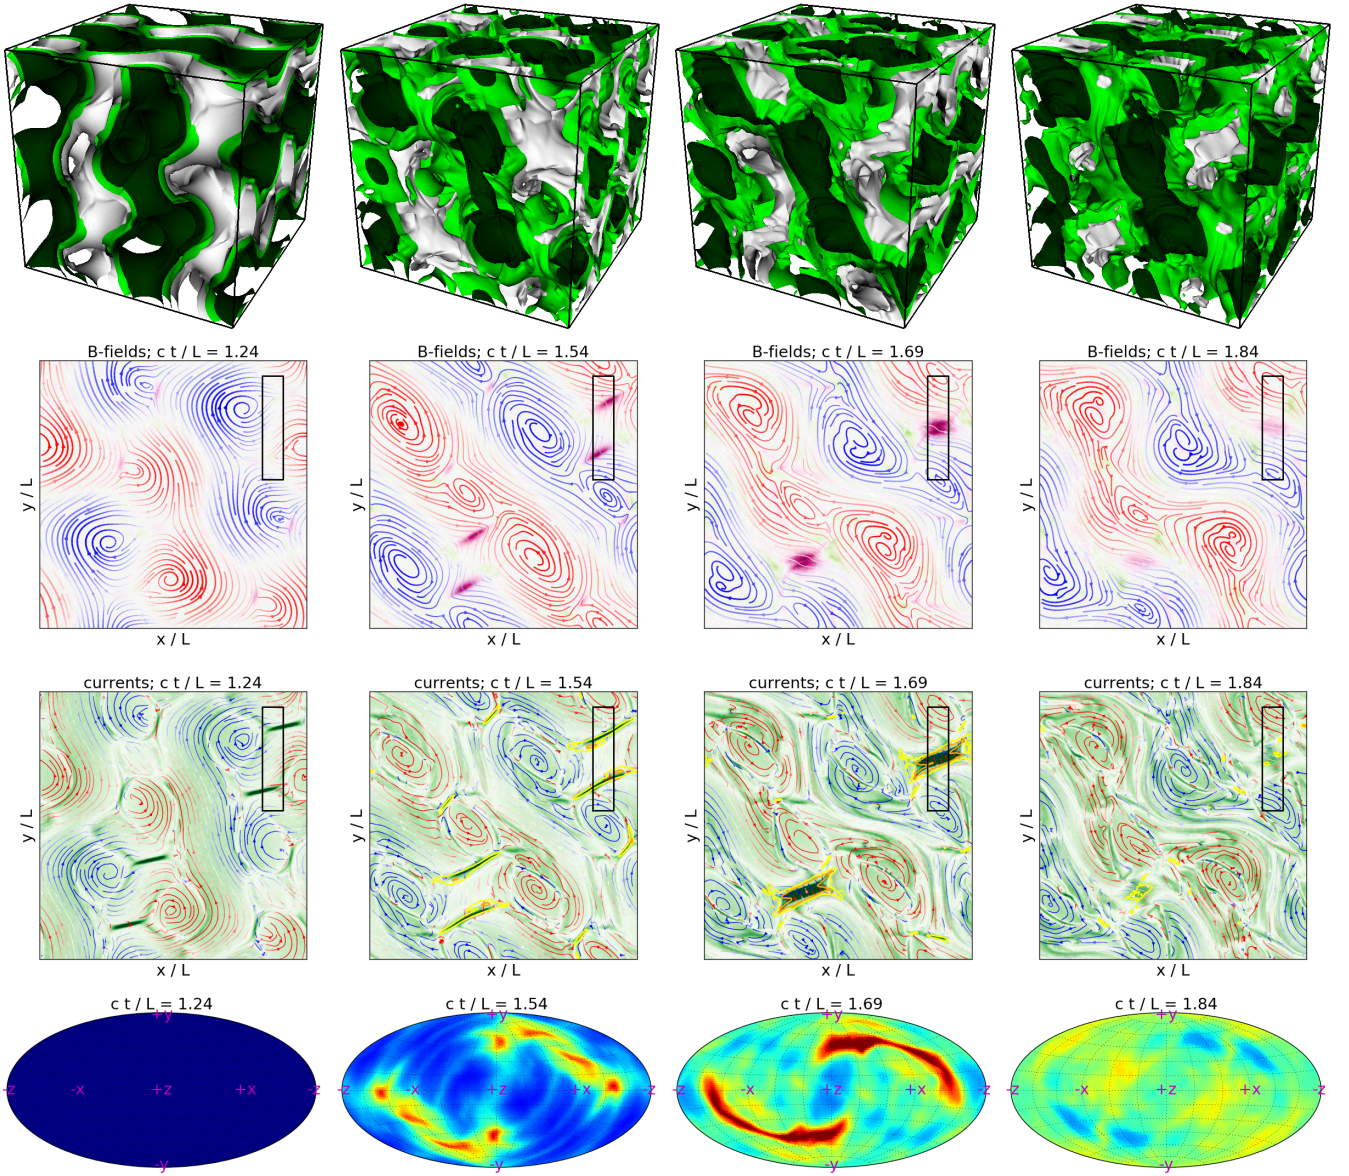 B-fields; c t / L = 1.24
B-fields; c t / L = 1.54
B-fields; c t / L = 1.69
B-fields; c t / L = 1.84
y / L
y / L
y / L
y / L
x / L
x / L
x / L
x / L
currents; c t / L = 1.24
currents; c t / L = 1.54
currents; c t / L = 1.69
currents; c t / L = 1.84
y / L
y / L
y / L
y / L
x / L
x / L
x / L
x / L
c t / L = 1.24
c t / L = 1.54
c t / L = 1.69
c t / L = 1.84
+y
+y
+y
+y
-z -x +z +x -z
-z -x +z +x -z
-z -x +z +x -z
-z -x +z +x -z
-y
-y
-y
-y